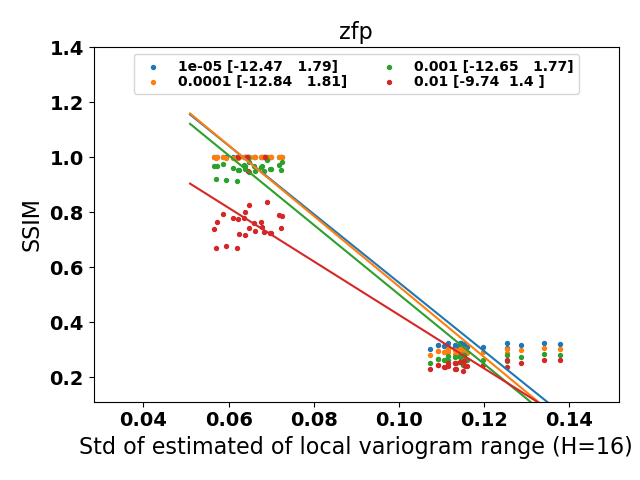 zfp
1e-05 [-12.47 1.79]
0.0001 [-12.84 1.81]
0.001 [-12.65 1.77]
0.01 [-9.74 1.4 ]
SSIM
1.4
1.2
1.0
0.8
0.6
0.4
0.2
0.04 0.06 0.08 0.10 0.12 0.14
Std of estimated of local variogram range (H=16)